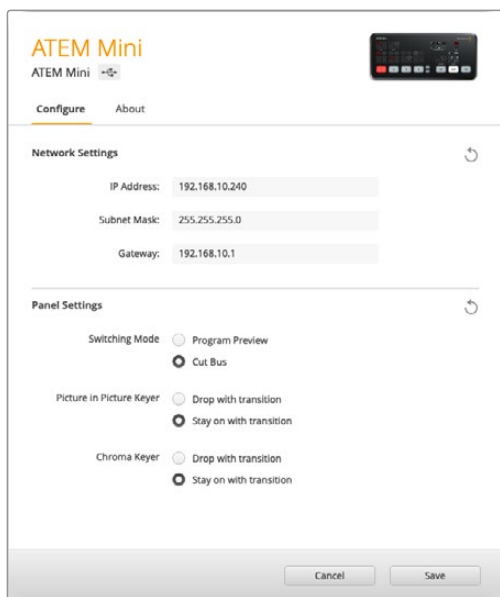 ATEM Mini
ATEM Mini
Configure About
Network Settings
IP Address: 192.168.10.240
Subnet Mask: 255.255.255.0
Gateway: 192.168.10.1
Panel Settings
Switching Mode Program Preview
Cut Bus
Picture in Picture Keyer Drop with transition
Stay on with transition
Chroma Keyer Drop with transition
Stay on with transition
Cancel Save